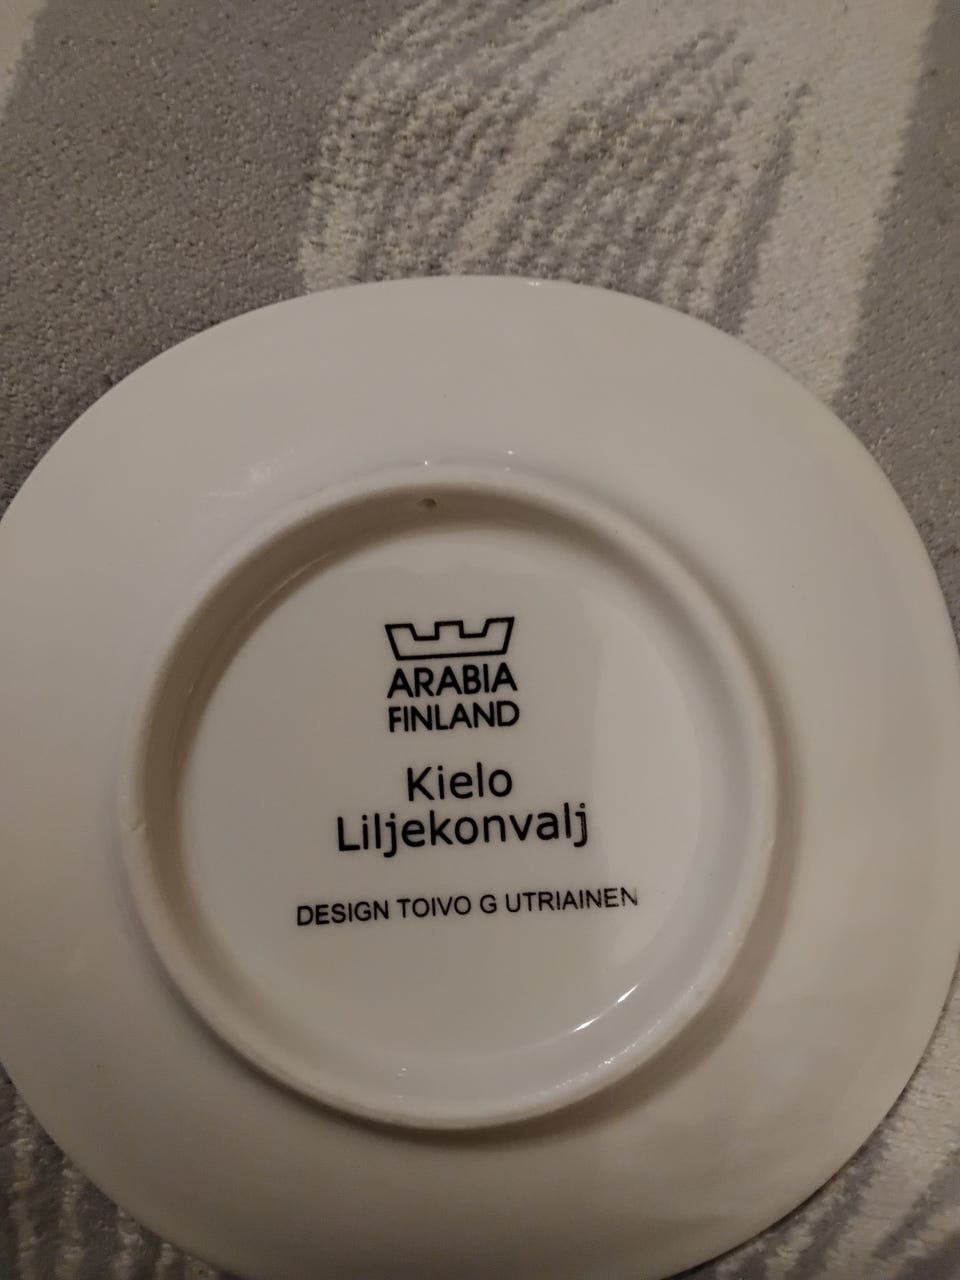 ARABIA
FINLAND
Kielo
Liljekonvalj
DESIGN TOIVO G UTRIAINEN